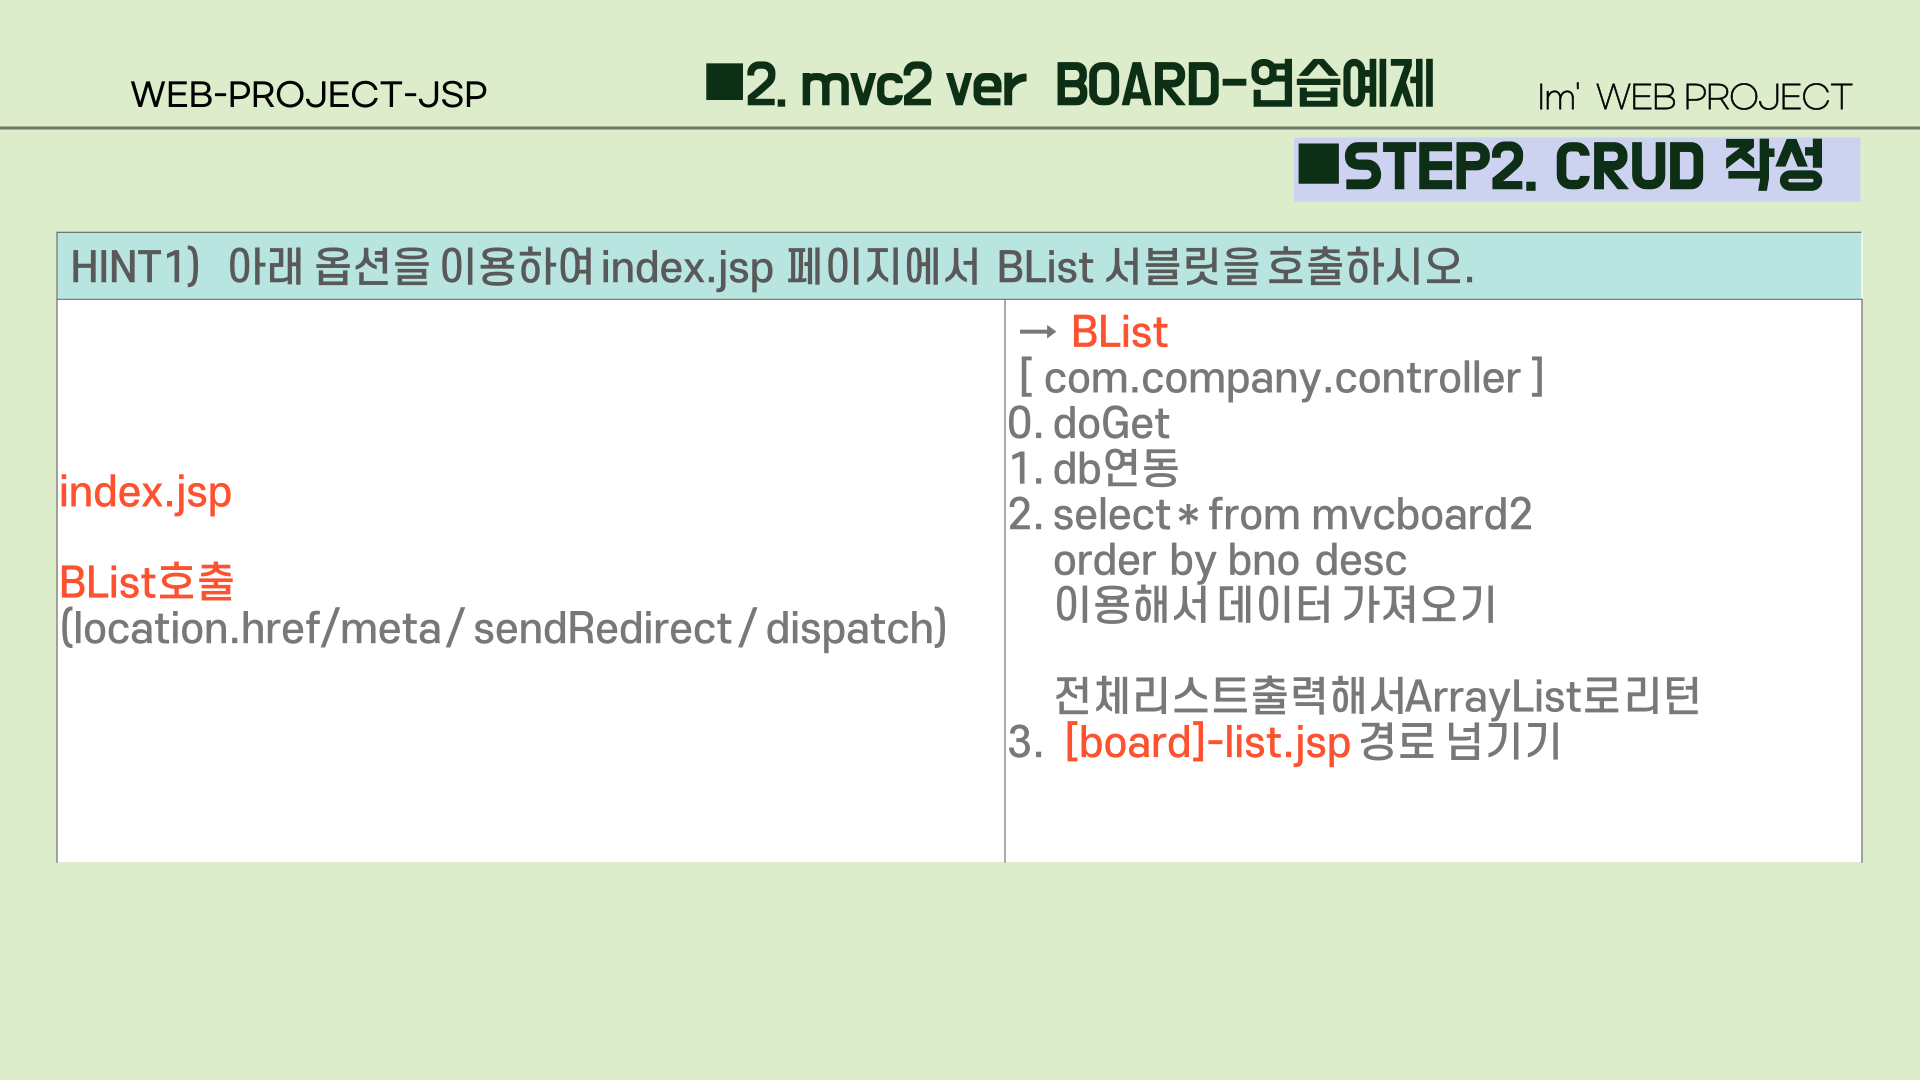 WEB-PROJECT-JSP
■2. mvc2 ver BOARD-연습예제
Im' WEB PROJECT
■STEP2. CRUD 작성
HINT1) 아래 옵션을 이용하여 index.jsp 페이지에서 BList 서블릿을 호출하시오.
index.jsp
BList호출
(location.href/meta/ sendRedirect / dispatch)
→ BList
[ com.company.controller ]
0. doGet
1. db연동
2. select * from mvcboard2
order by bno desc
이용해서 데이터 가져오기
전체리스트출력해서ArrayList로리턴
3. [board]-list.jsp 경로 넘기기